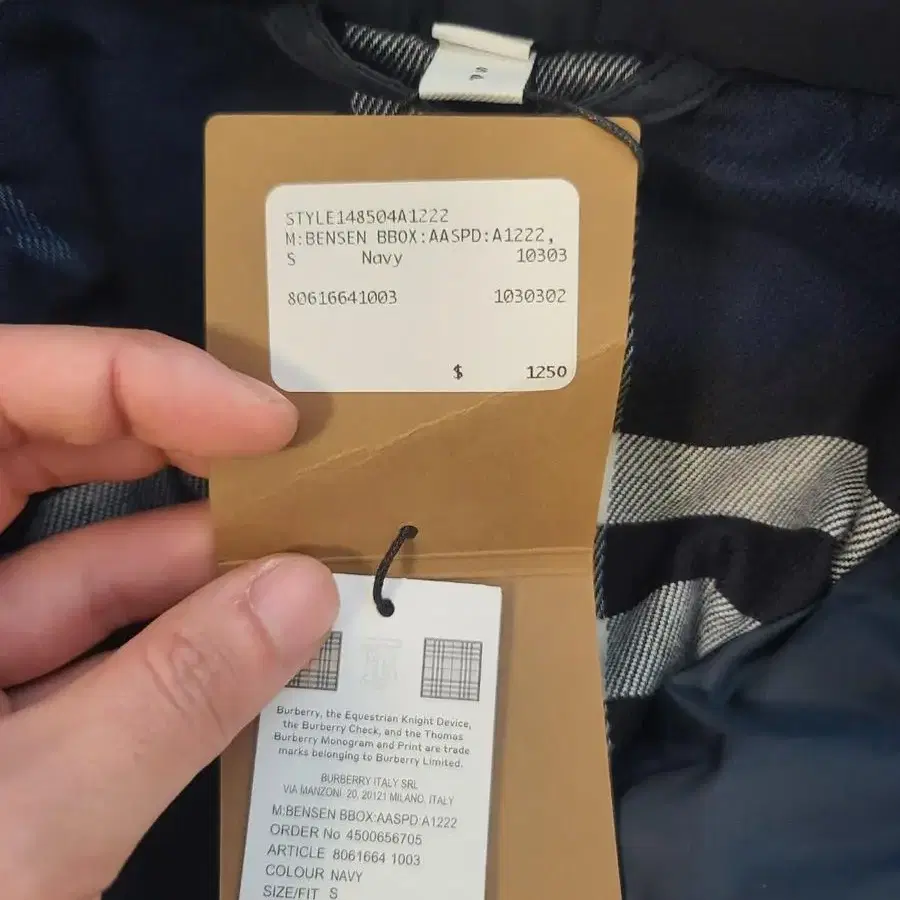 STYLE148504A1222
M:BENSEN BBOX:AASPD:A1222,
S Navy 10303
80616641003 1030302
$ 1250
Burberry, the Equestrian Knight Device,
the Burberry Check, and the Thomas
Burberry Monogram and Print are trade
marks belonging to Burberry Limited.
BURBERRY ITALY SRL
VIA MANZONI 20, 20121 MILANO, ITALY
M:BENSEN BBOX:AASPD:A1222
ORDER No 4500656705
ARTICLE 8061664 1003
COLOUR NAVY
SIZE/FIT S